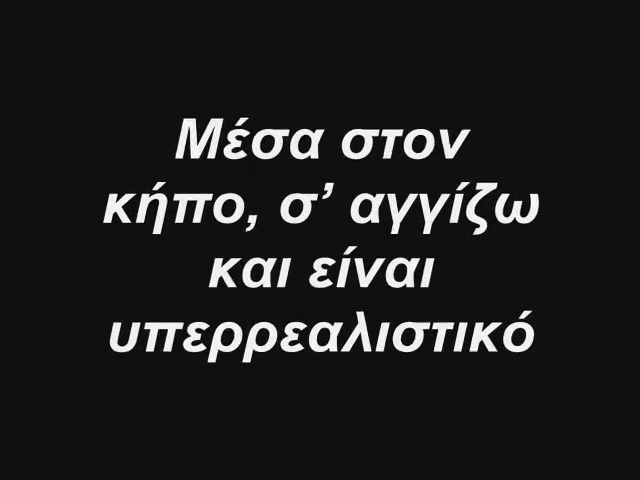 Μέσα στον
κήπο, σ’ αγγίζω
και είναι
υπερρεαλιστικό